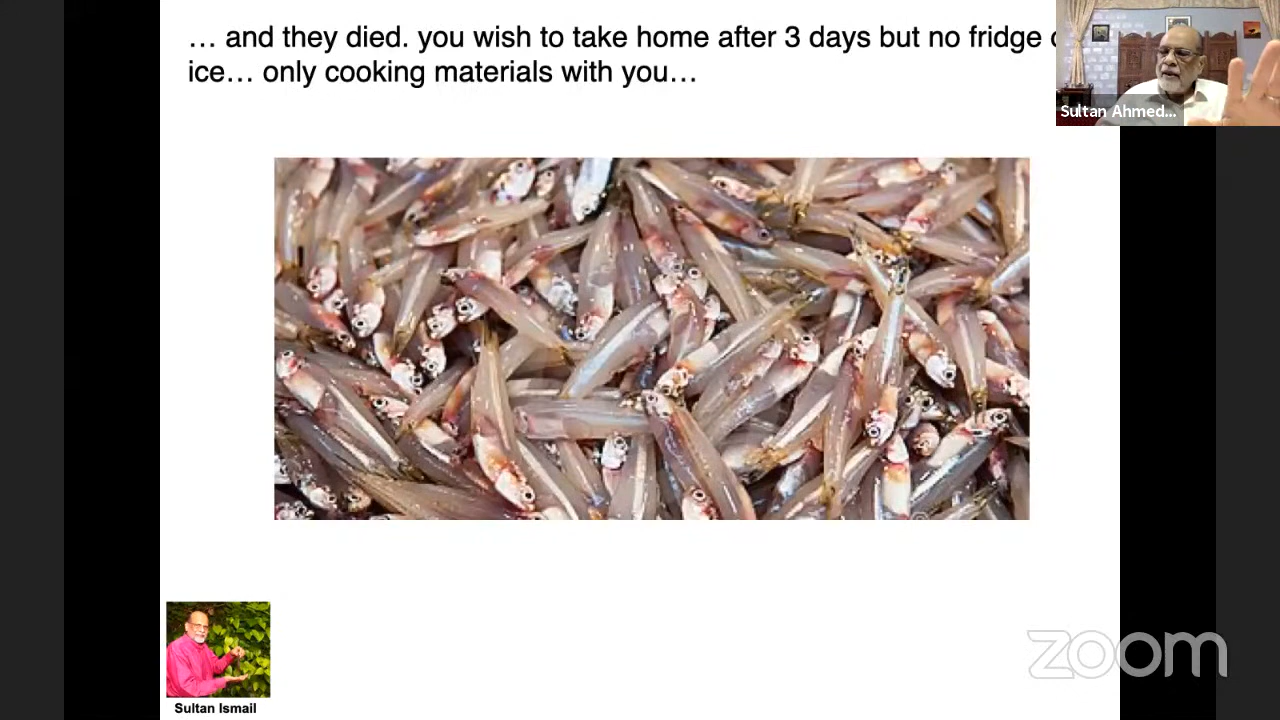 … and they died. you wish to take home after 3 days but no fridge
ice… only cooking materials with you…
Sultan Ahmed...
Sultan Ismail
zoom